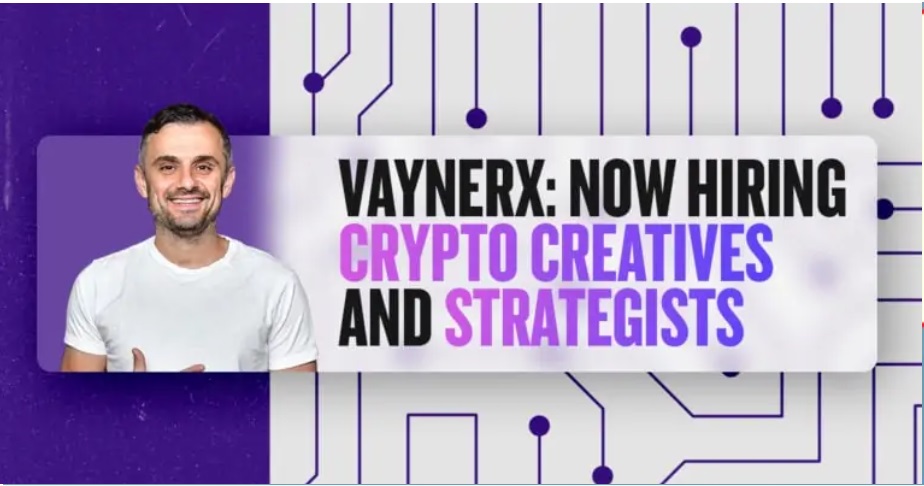 VAYNERX: NOW HIRING
CRYPTO CREATIVES
AND STRATEGISTS